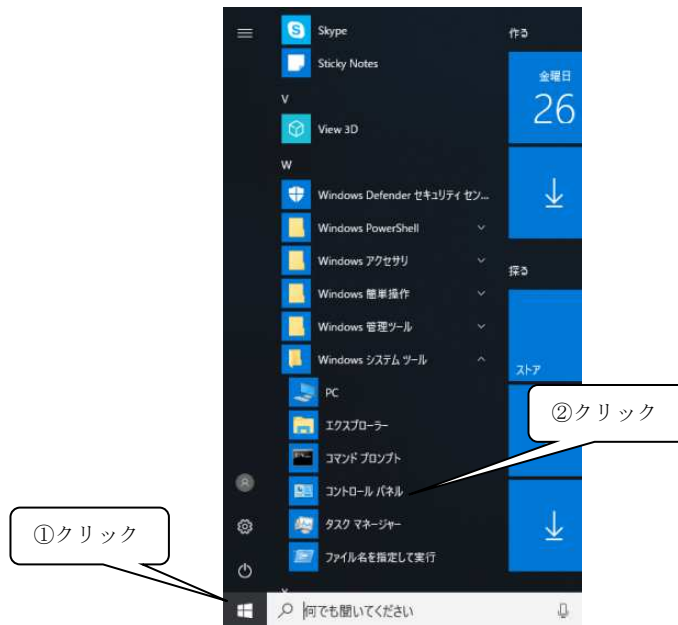 Skype
Sticky Notes
V
View 3D
W
Windows Defender セキュリティ セン...
Windows PowerShell
Windows アクセサリ
Windows 簡単操作
Windows 管理ツール
Windows システム ツール
PC
エクスプローラー
コマンド プロンプト
コントロール パネル
タスク マネージャー
ファイル名を指定して実行
何でも聞いてください
作る
金曜日
26
探る
ストア
②クリック
①クリック